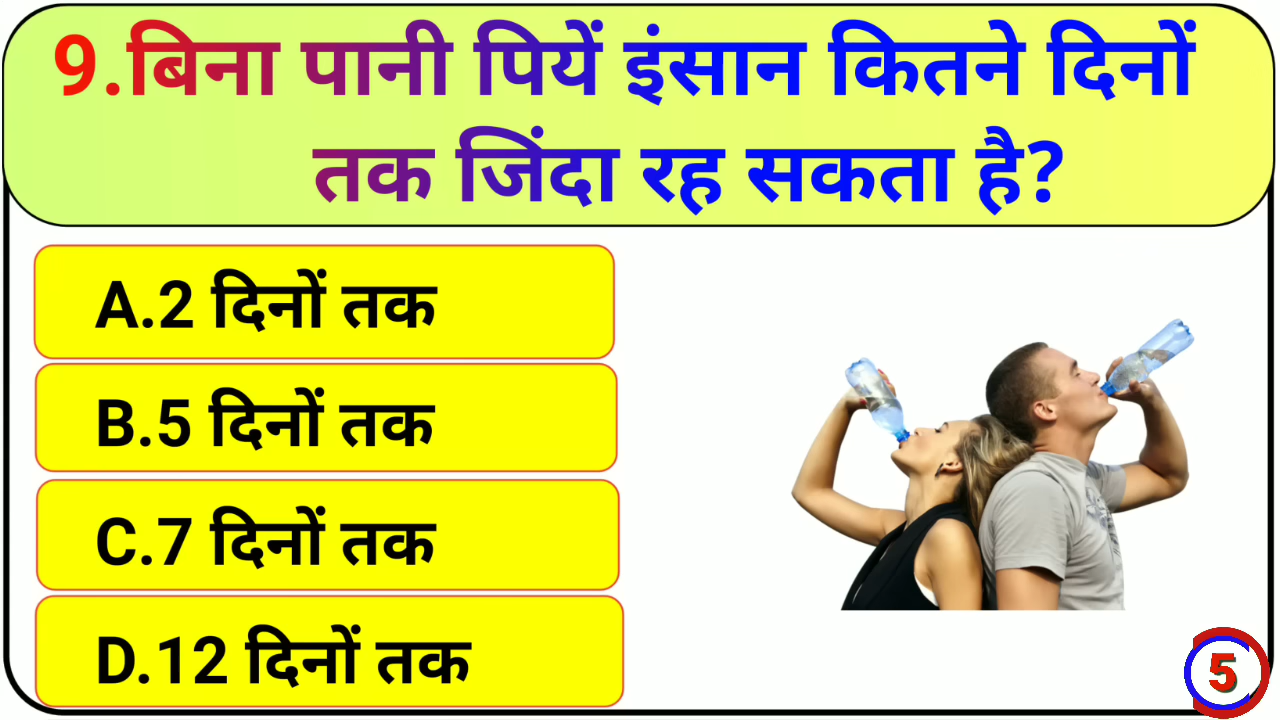 9.बिना पानी पियें इंसान कितने दिनों
तक जिंदा रह सकता है?
A.2 दिनों तक
B.5 दिनों तक
C.7 दिनों तक
D.12 दिनों तक
5